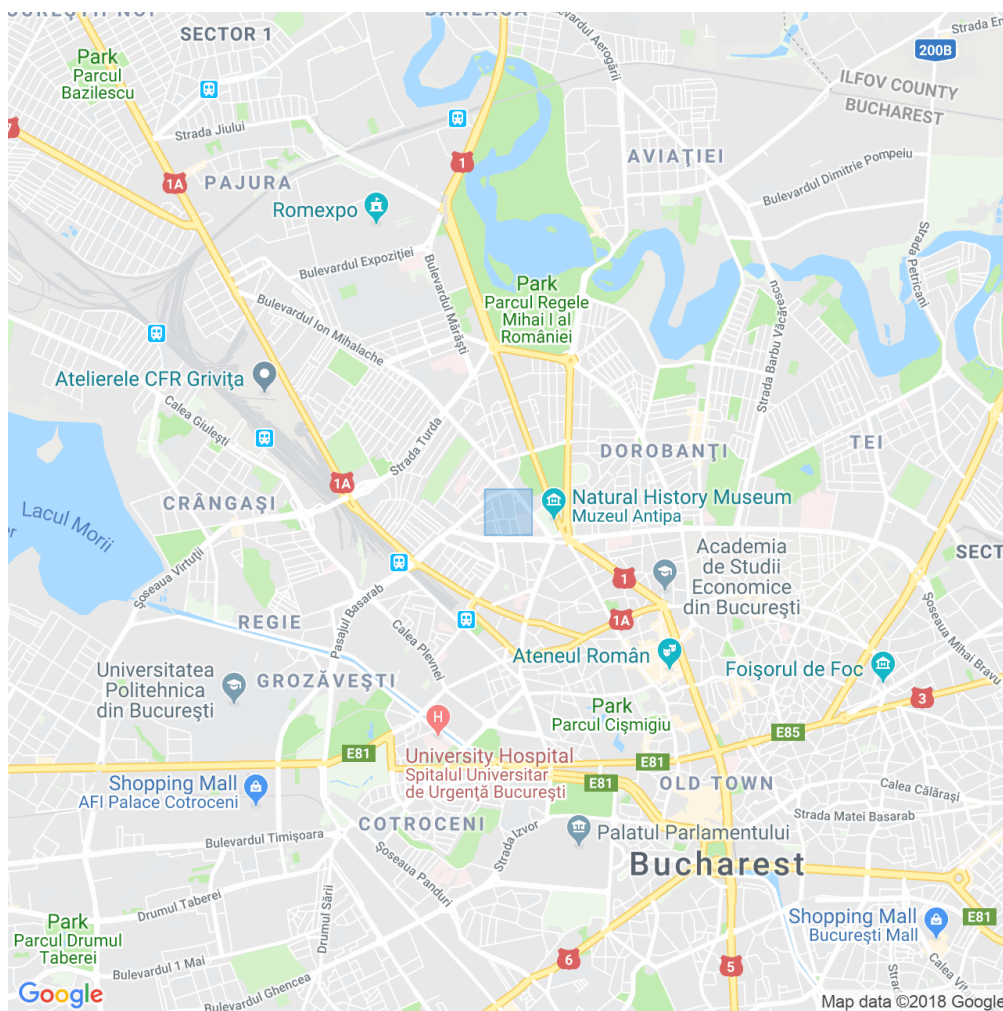 BĂNEASA
SECTOR 1
Park
Parcul
Bazilescu
Bulevardul Aerogării
200B
ILFOV COUNTY
BUCHAREST
Strada Jiului
1
AVIAȚIEI
Bulevardul Dimitrie Pompeiu
1A
PAJURA
Romexpo
Strada Petricani
Bulevardul Expoziției
Bulevardul Mărăști
Park
Parcul Regele
Mihai I al
României
Bulevardul Ion Mihalache
Strada Barbu Văcărescu
Atelierele CFR Grivița
Calea Giulești
Strada Turda
DOROBANȚI
TEI
1A
CRÂNGAȘI
Natural History Museum
Muzeul Antipa
Lacul Morii
Șoseaua Virtuții
Academia
de Studii
Economice
din București
1
Pasajul Basarab
REGIE
Calea Plevnei
1A
Șoseaua Mihai Bravu
Ateneul Român
Foișorul de Foc
Universitatea
Politehnica
din București
GROZĂVEȘTI
3
Park
Parcul Cișmigiu
H
E85
E81
University Hospital
Spitalul Universitar
de Urgență București
E81
E81
OLD TOWN
Shopping Mall
AFI Palace Cotroceni
Calea Călărași
Strada Matei Basarab
COTROCENI
Bulevardul Timișoara
Strada Izvor
Palatul Parlamentului
Bucharest
Șoseaua Panduri
Drumul Taberei
Drumul Sării
Park
Parcul Drumul
Taberei
Shopping Mall
București Mall
E81
6
5
Bulevardul 1 Mai
Bulevardul Ghencea
Google
Map data ©2018 Google